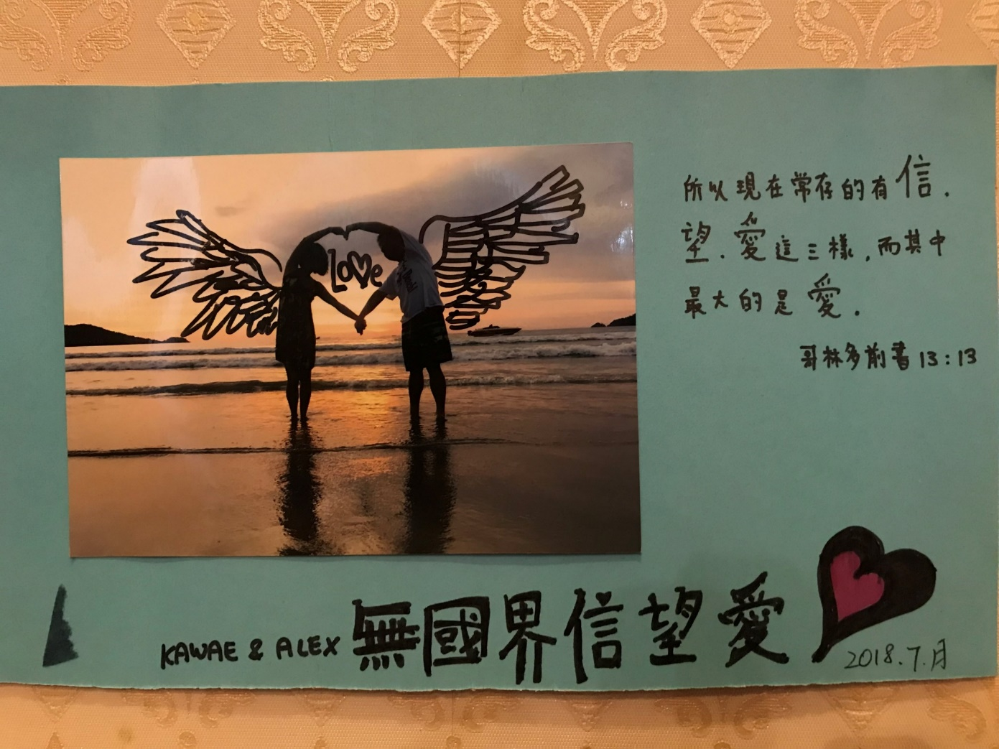 Love
所以現在常存的有信.
望.愛這三樣,而其中
最大的是愛.
哥林多前書13:13
KAWAE & ALEX 無國界信望愛
2018.7.月